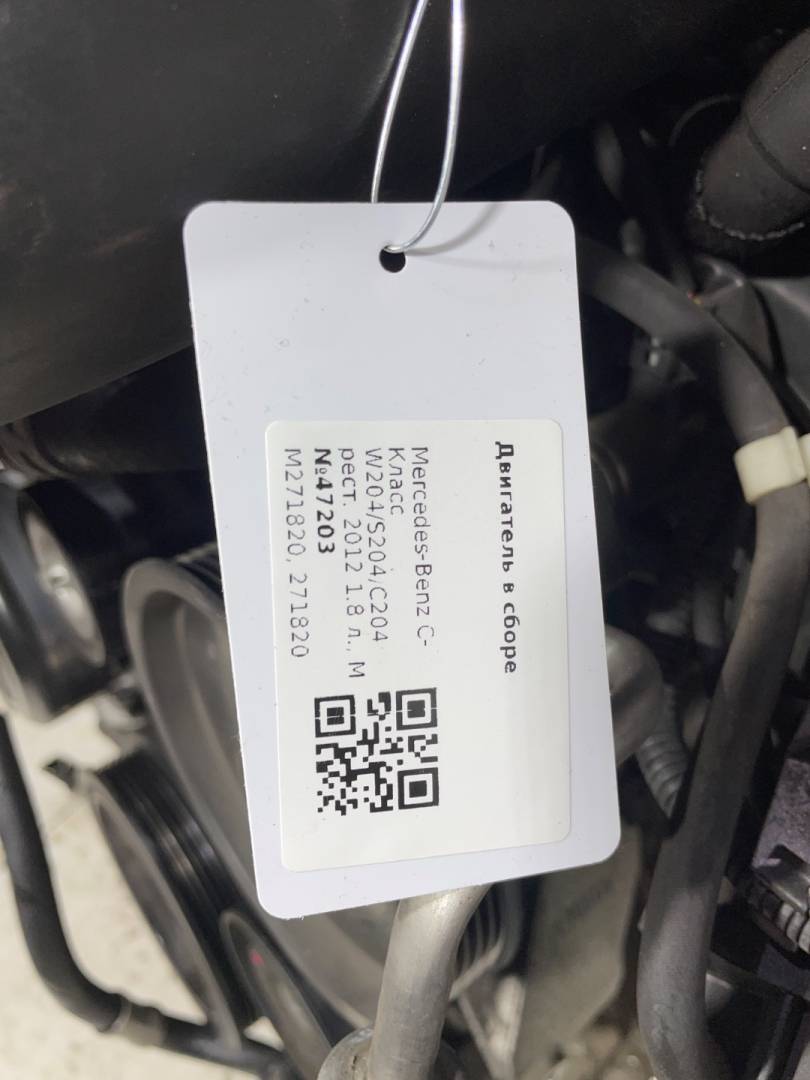 Двигатель в сборе
Mercedes-Benz C-
Класс
W204/S204/C204
рест. 2012 1.8 л., М
№47203
M271820, 271820